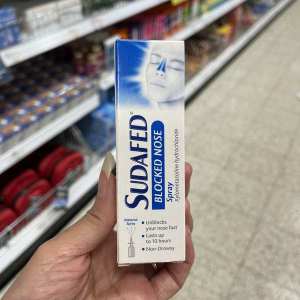 SUDAFED®
BLOCKED NOSE
Spray
Xylometazoline hydrochloride
• Unblocks
your nose fast
• Lasts up
to 10 hours
• Non-Drowsy